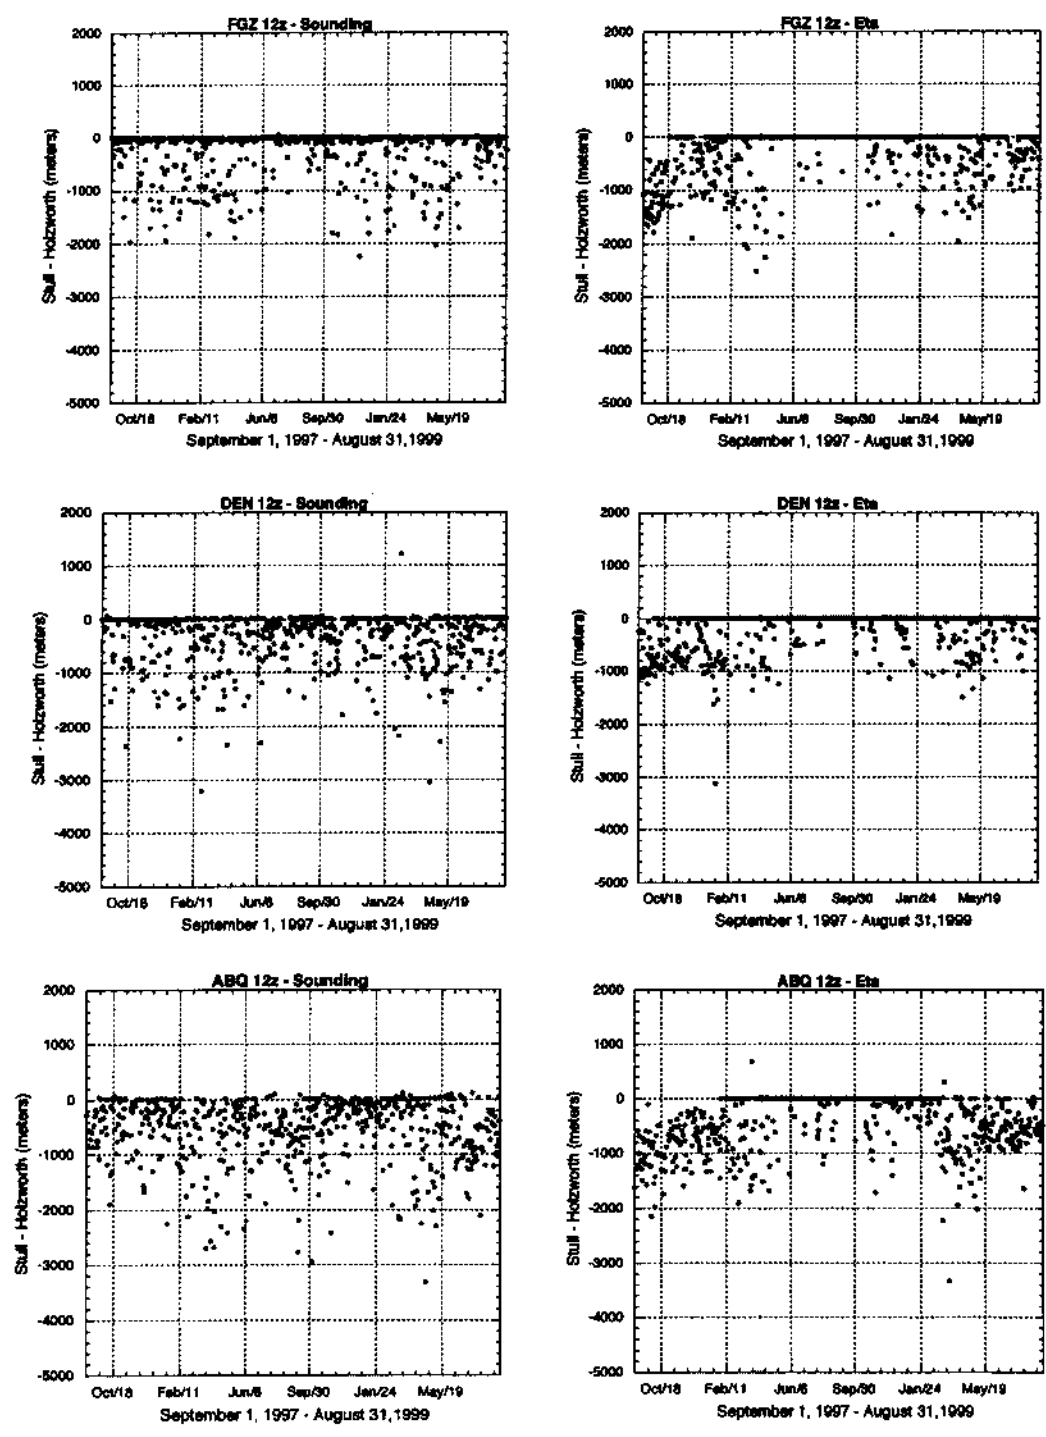 FGZ 12z - Sounding
2000
1000
0
-1000
-2000
-3000
-4000
-5000
Stull - Holzworth (meters)
Oct/18 Feb/11 Jun/6 Sep/30 Jan/24 May/19
September 1, 1997 - August 31,1999
FGZ 12z - Eta
2000
1000
0
-1000
-2000
-3000
-4000
-5000
Stull - Holzworth (meters)
Oct/18 Feb/11 Jun/6 Sep/30 Jan/24 May/19
September 1, 1997 - August 31,1999
DEN 12z - Sounding
2000
1000
0
-1000
-2000
-3000
-4000
-5000
Stull - Holzworth (meters)
Oct/18 Feb/11 Jun/6 Sep/30 Jan/24 May/19
September 1, 1997 - August 31,1999
DEN 12z - Eta
2000
1000
0
-1000
-2000
-3000
-4000
-5000
Stull - Holzworth (meters)
Oct/18 Feb/11 Jun/6 Sep/30 Jan/24 May/19
September 1, 1997 - August 31,1999
ABQ 12z - Sounding
2000
1000
0
-1000
-2000
-3000
-4000
-5000
Stull - Holzworth (meters)
Oct/18 Feb/11 Jun/6 Sep/30 Jan/24 May/19
September 1, 1997 - August 31,1999
ABQ 12z - Eta
2000
1000
0
-1000
-2000
-3000
-4000
-5000
Stull - Holzworth (meters)
Oct/18 Feb/11 Jun/6 Sep/30 Jan/24 May/19
September 1, 1997 - August 31,1999